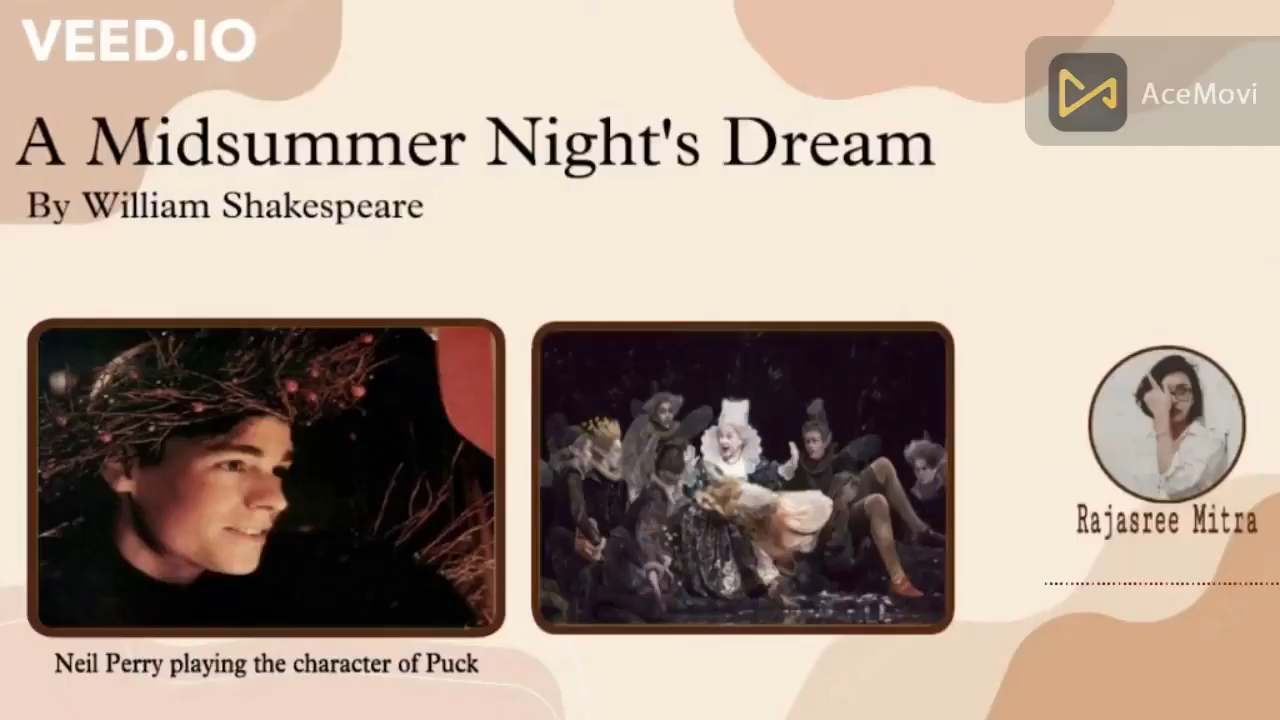 VEED.IO
AceMovi
A Midsummer Night's Dream
By William Shakespeare
Rajasree Mitra
Neil Perry playing the character of Puck